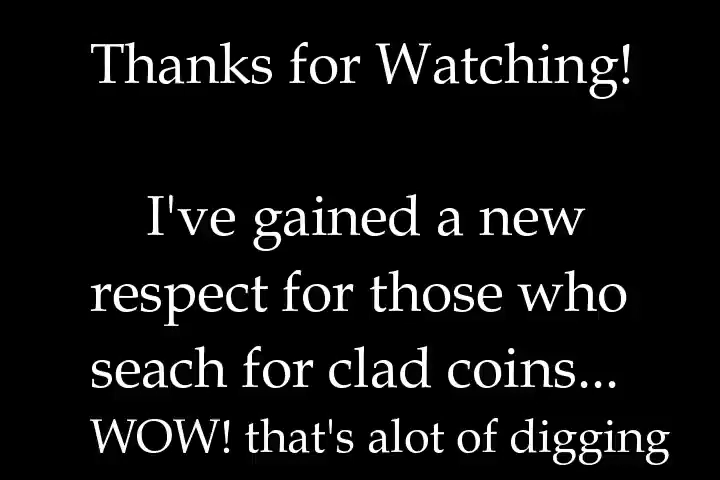 Thanks for Watching!
I've gained a new
respect for those who
seach for clad coins...
WOW! that's alot of digging